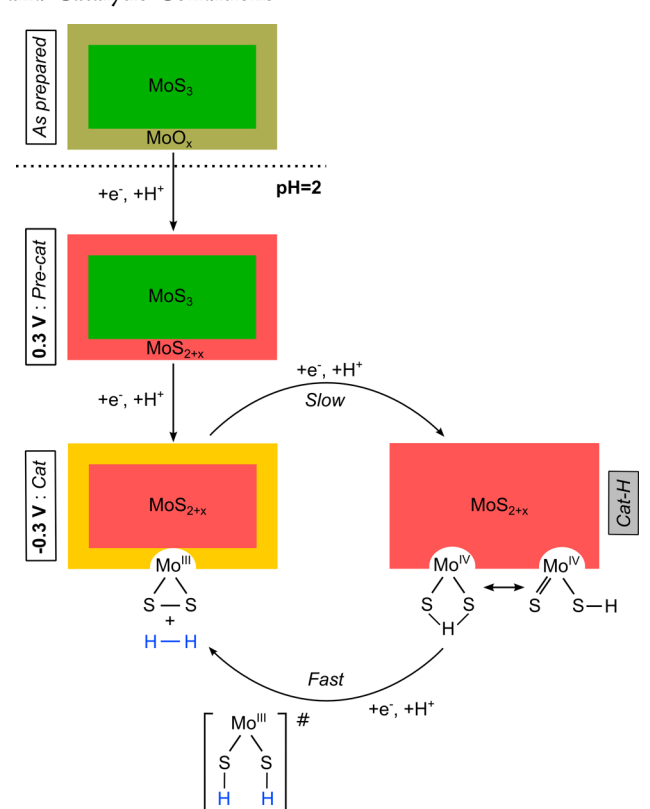 As prepared
MoS3
MoOx
+e-, +H+
pH=2
0.3 V : Pre-cat
MoS3
MoS2+x
+e-, +H+
+e-, +H+
Slow
-0.3 V : Cat
MoS2+x
MoS2+x
Cat-H
MoIII
MoIV
MoIV
S S
S S
S S H
H
+
H H
Fast
+e-, +H+
MoIII
#
S S
H H